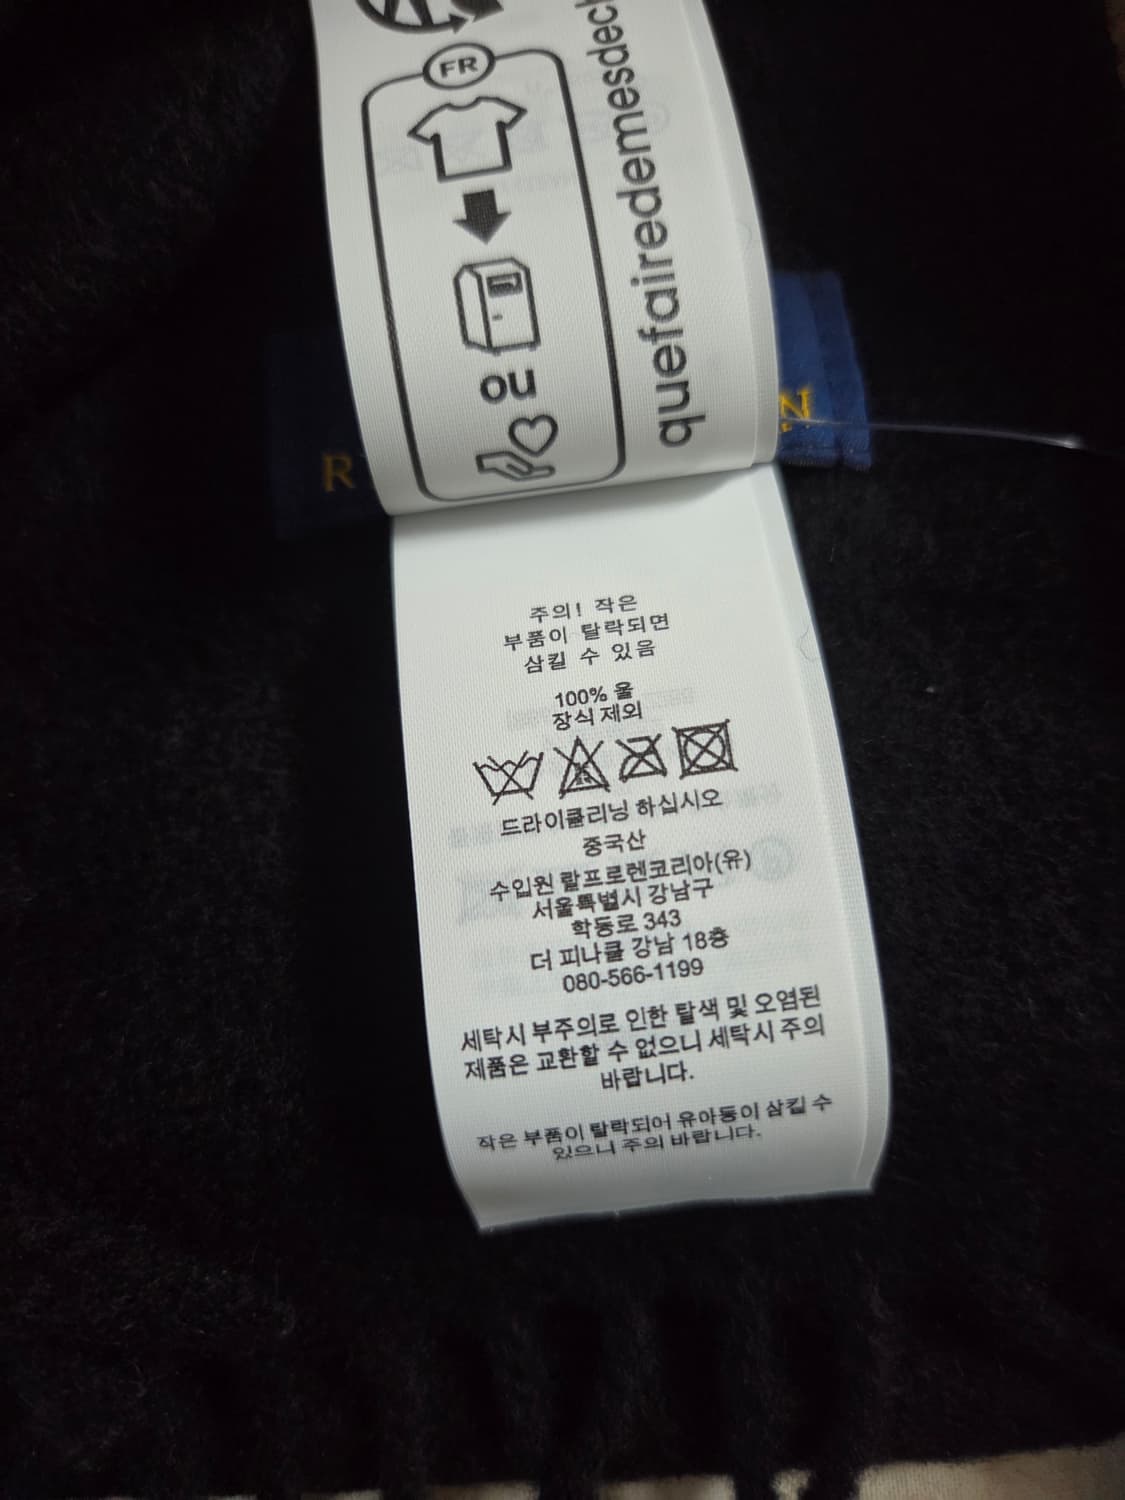 FR
OU
quefairedemesdec
R
N
주의! 작은
부품이 탈락되면
삼킬 수 있음
100% 울
장식 제외
드라이클리닝 하십시오
중국산
수입원 랄프로렌코리아(유)
서울특별시 강남구
학동로 343
더 피나클 강남 18층
080-566-1199
세탁시 부주의로 인한 탈색 및 오염된
제품은 교환할 수 없으니 세탁시 주의
바랍니다.
작은 부품이 탈락되어 유아동이 삼킬 수
있으니 주의 바랍니다.